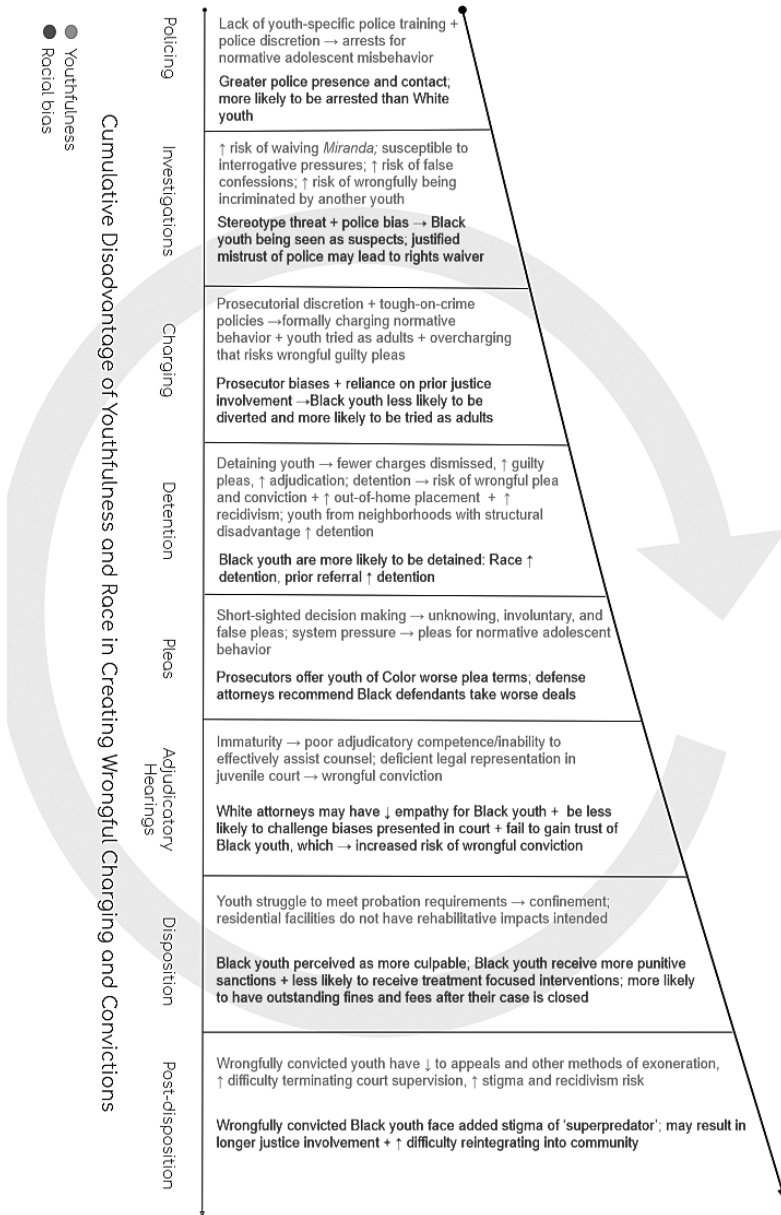 Cumulative Disadvantage of Youthfulness and Race in Creating Wrongful Charging and Convictions
Youthfulness
Racial bias
Policing
Lack of youth-specific police training +
police discretion → arrests for
normative adolescent misbehavior
Greater police presence and contact;
more likely to be arrested than White
youth
Investigations
↑ risk of waiving Miranda; susceptible to
interrogative pressures; ↑ risk of false
confessions; ↑ risk of wrongfully being
incriminated by another youth
Stereotype threat + police bias → Black
youth being seen as suspects; justified
mistrust of police may lead to rights waiver
Charging
Prosecutorial discretion + tough-on-crime
policies →formally charging normative
behavior + youth tried as adults + overcharging
that risks wrongful guilty pleas
Prosecutor biases + reliance on prior justice
involvement →Black youth less likely to be
diverted and more likely to be tried as adults
Detention
Detaining youth → fewer charges dismissed, ↑ guilty
pleas, ↑ adjudication; detention → risk of wrongful plea
and conviction + ↑ out-of-home placement + ↑
recidivism; youth from neighborhoods with structural
disadvantage ↑ detention
Black youth are more likely to be detained: Race ↑
detention, prior referral ↑ detention
Pleas
Short-sighted decision making → unknowing, involuntary, and
false pleas; system pressure → pleas for normative adolescent
behavior
Prosecutors offer youth of Color worse plea terms; defense
attorneys recommend Black defendants take worse deals
Adjudicatory
Hearings
Immaturity → poor adjudicatory competence/inability to
effectively assist counsel; deficient legal representation in
juvenile court → wrongful conviction
White attorneys may have ↓ empathy for Black youth + be less
likely to challenge biases presented in court + fail to gain trust of
Black youth, which → increased risk of wrongful conviction
Disposition
Youth struggle to meet probation requirements → confinement;
residential facilities do not have rehabilitative impacts intended
Black youth perceived as more culpable; Black youth receive more punitive
sanctions + less likely to receive treatment focused interventions; more likely
to have outstanding fines and fees after their case is closed
Post-disposition
Wrongfully convicted youth have ↓ to appeals and other methods of exoneration,
↑ difficulty terminating court supervision, ↑ stigma and recidivism risk
Wrongfully convicted Black youth face added stigma of 'superpredator'; may result in
longer justice involvement + ↑ difficulty reintegrating into community